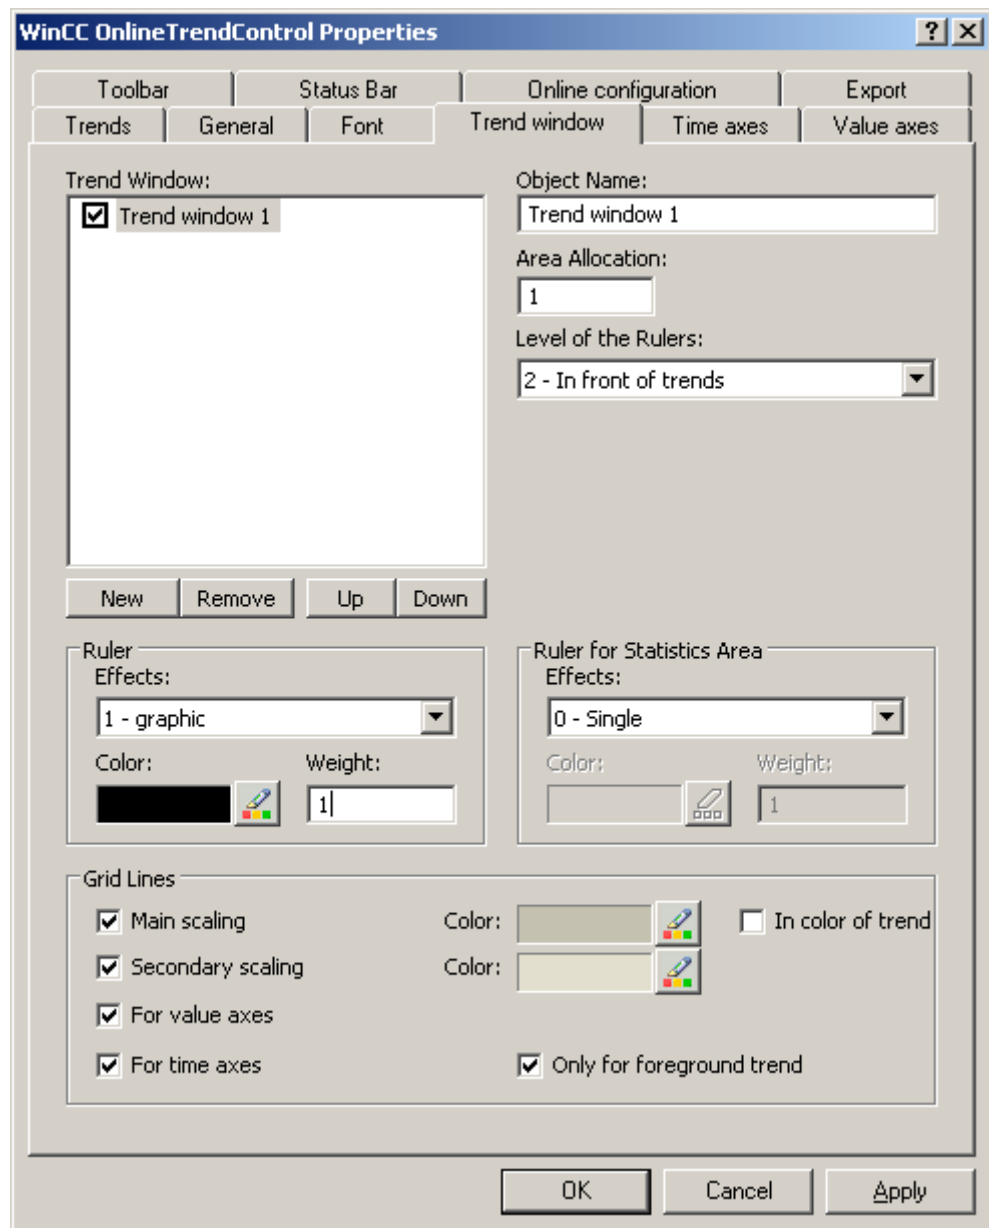 WinCC OnlineTrendControl Properties
Toolbar Status Bar Online configuration Export
Trends General Font Trend window Time axes Value axes
Trend Window:
Trend window 1
Object Name:
Trend window 1
Area Allocation:
1
Level of the Rulers:
2 - In front of trends
New Remove Up Down
Ruler
Effects:
1 - graphic
Color: Weight:
1
Ruler for Statistics Area
Effects:
0 - Single
Color: Weight:
1
Grid Lines
Main scaling Color: In color of trend
Secondary scaling Color:
For value axes
For time axes Only for foreground trend
OK Cancel Apply